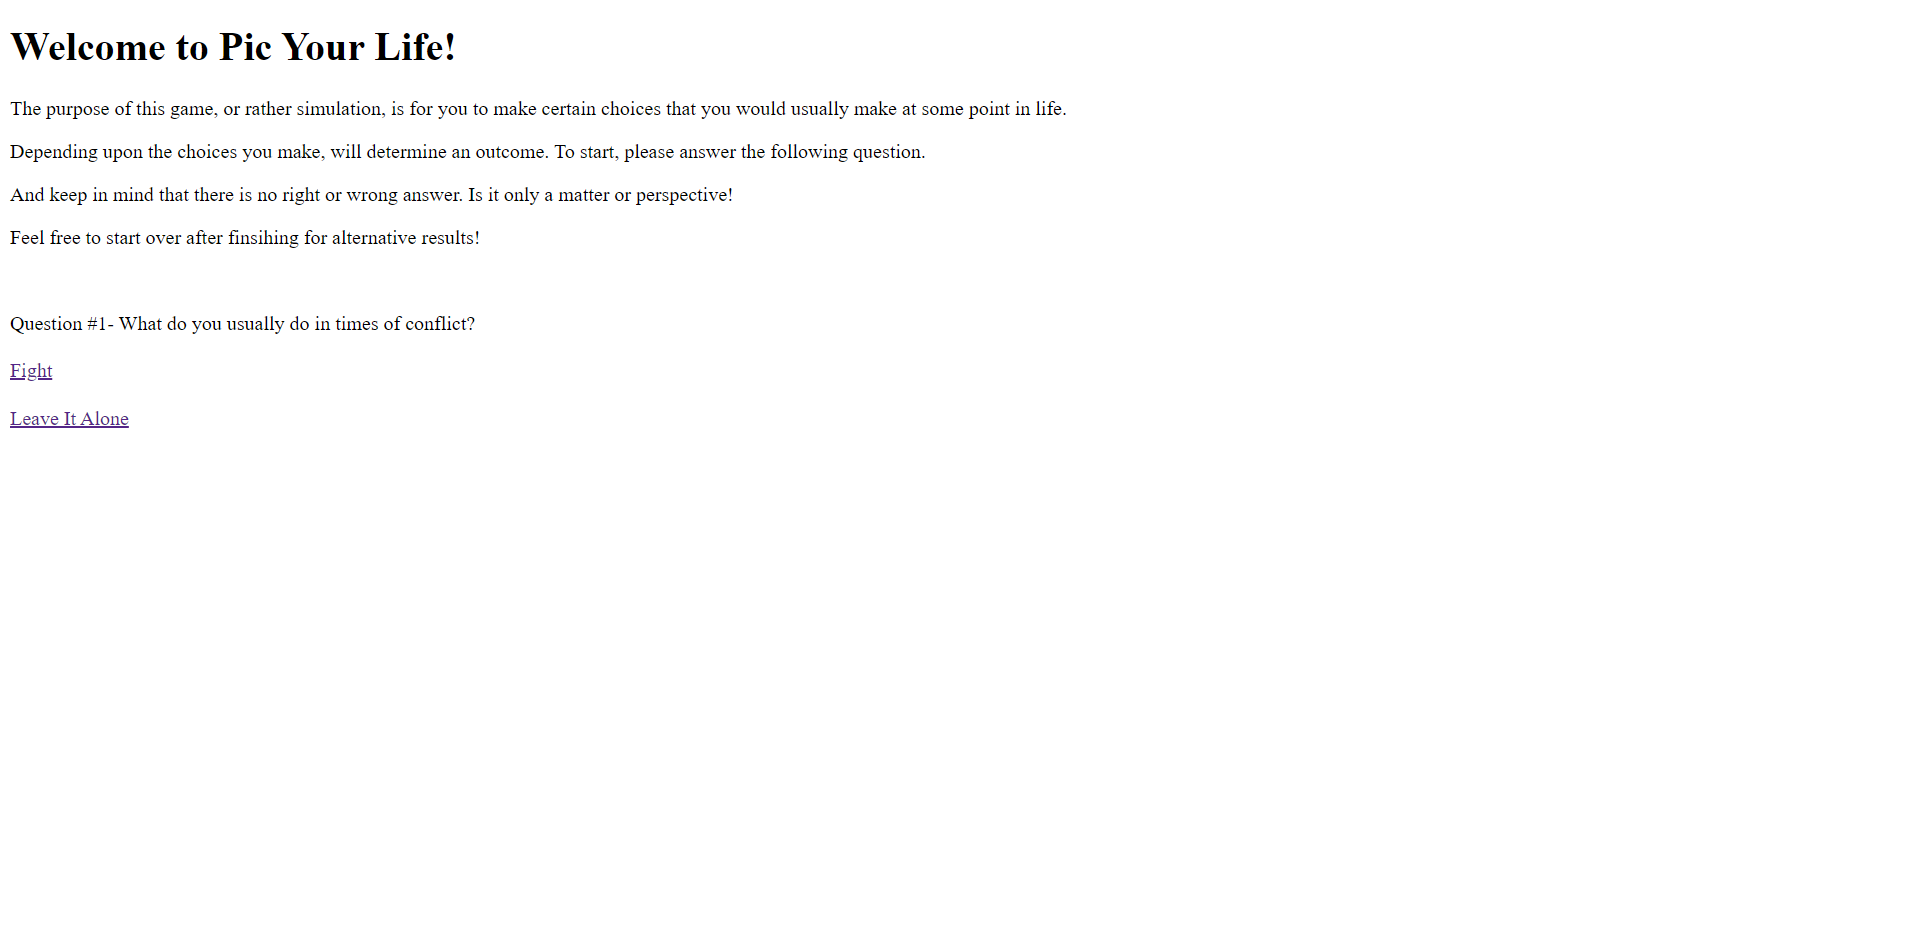 Welcome to Pic Your Life!
The purpose of this game, or rather simulation, is for you to make certain choices that you would usually make at some point in life.
Depending upon the choices you make, will determine an outcome. To start, please answer the following question.
And keep in mind that there is no right or wrong answer. Is it only a matter or perspective!
Feel free to start over after finsihing for alternative results!
Question #1- What do you usually do in times of conflict?
Fight
Leave It Alone